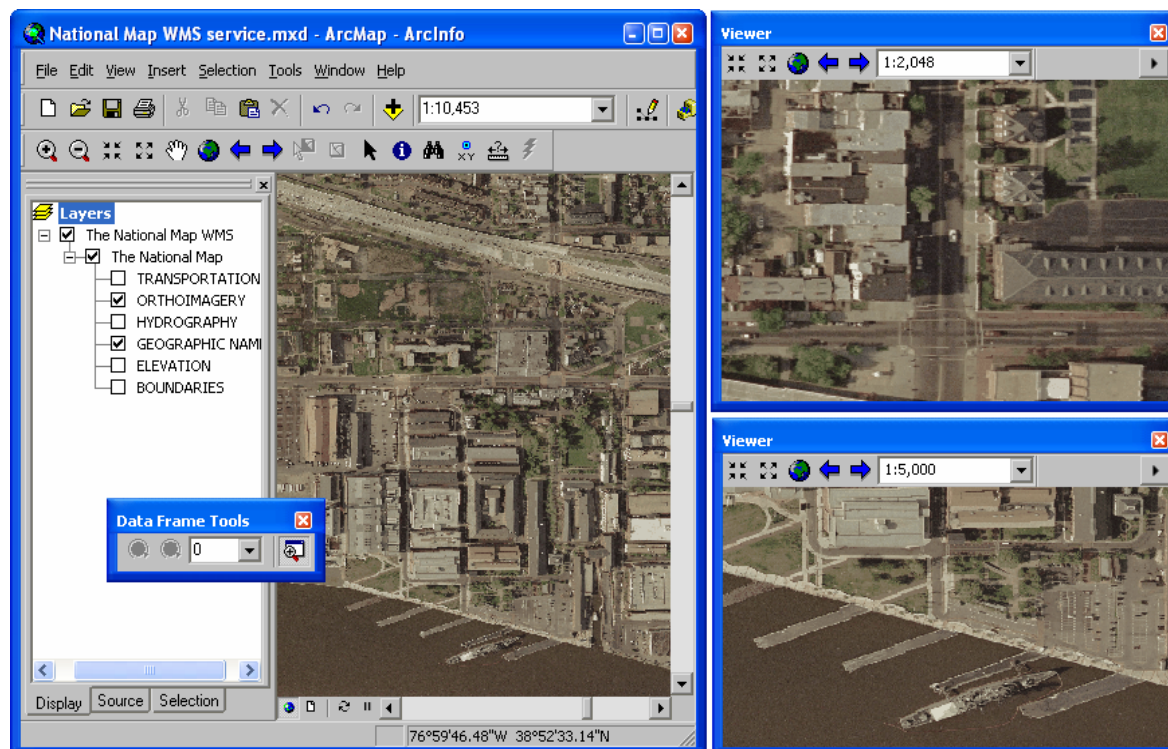 National Map WMS service.mxd - ArcMap - ArcInfo
File Edit View Insert Selection Tools Window Help
1:10,453
Layers
The National Map WMS
The National Map
TRANSPORTATION
ORTHOIMAGERY
HYDROGRAPHY
GEOGRAPHIC NAM
ELEVATION
BOUNDARIES
Data Frame Tools
0
Display Source Selection
76°59'46.48"W 38°52'33.14"N
Viewer
1:2,048
Viewer
1:5,000